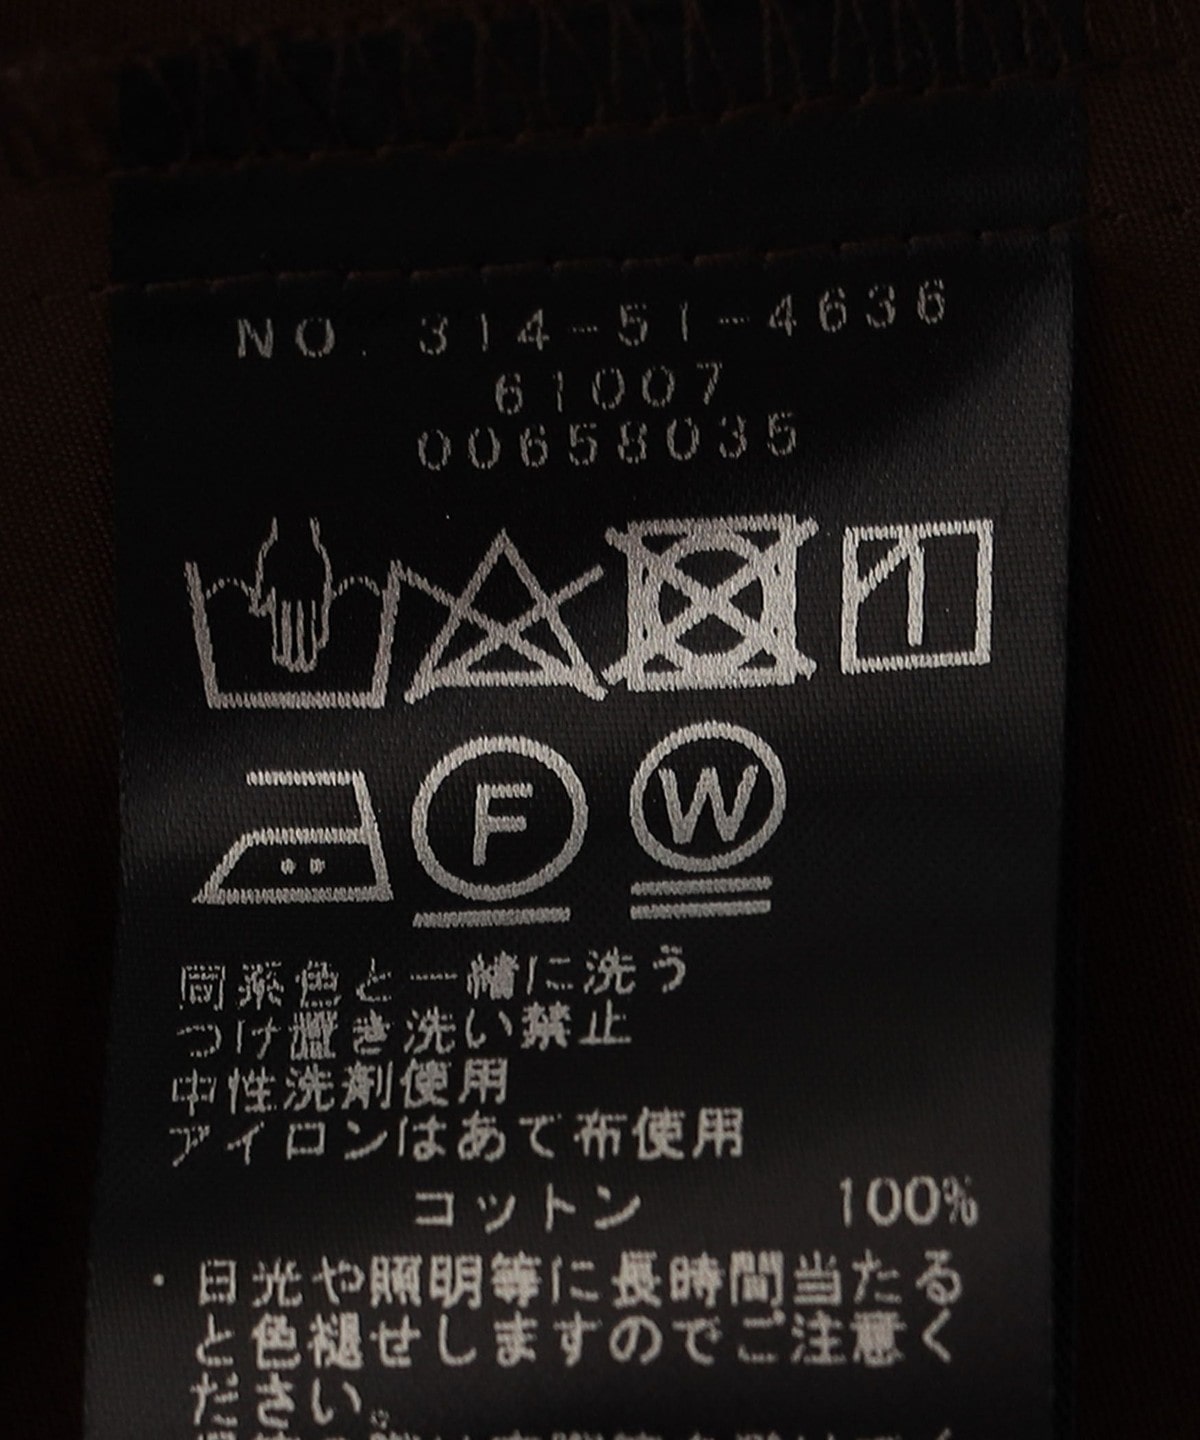 NO. 314-51-4636
61007
00658035
F
W
同系色と一緒に洗う
つけ置き洗い禁止
中性洗剤使用
アイロンはあて布使用
コットン 100%
・日光や照明等に長時間当たる
と色褪せしますのでご注意く
ださい。